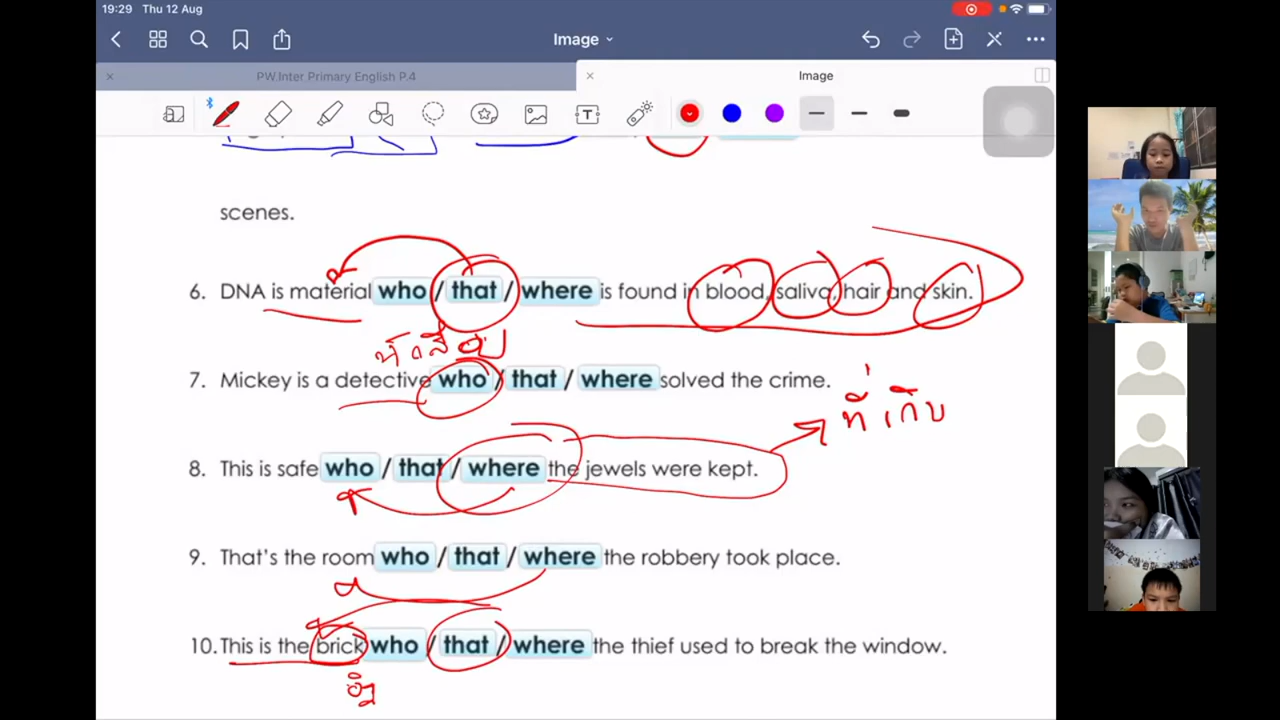 19:29 Thu 12 Aug
Image
PW.Inter Primary English P.4
Image
scenes.
6. DNA is material who / that / where is found in blood, saliva, hair and skin.
นักสืบ
7. Mickey is a detective who / that / where solved the crime.
ที่เก็บ
8. This is safe who / that / where the jewels were kept.
9. That's the room who / that / where the robbery took place.
10. This is the brick who / that / where the thief used to break the window.
อิฐ